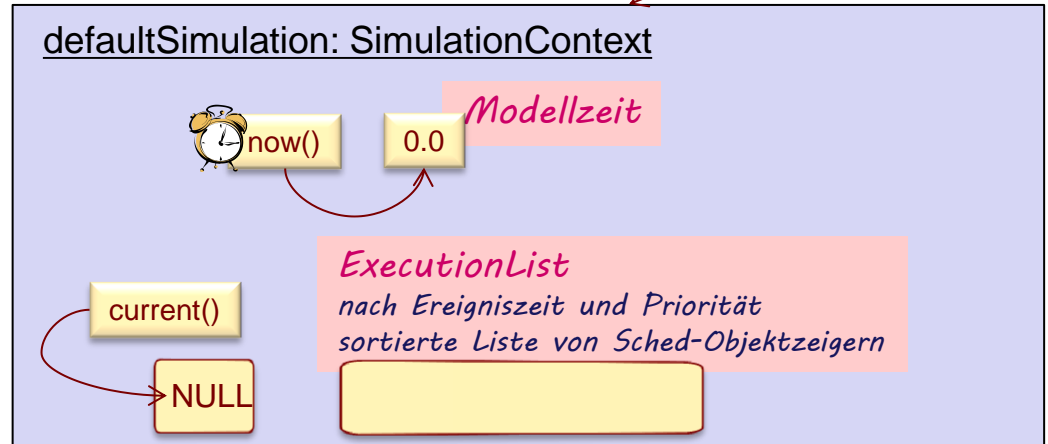 defaultSimulation: SimulationContext
Modellzeit
now()
0.0
ExecutionList
nach Ereigniszeit und Priorität
sortierte Liste von Sched-Objektzeigern
current()
NULL